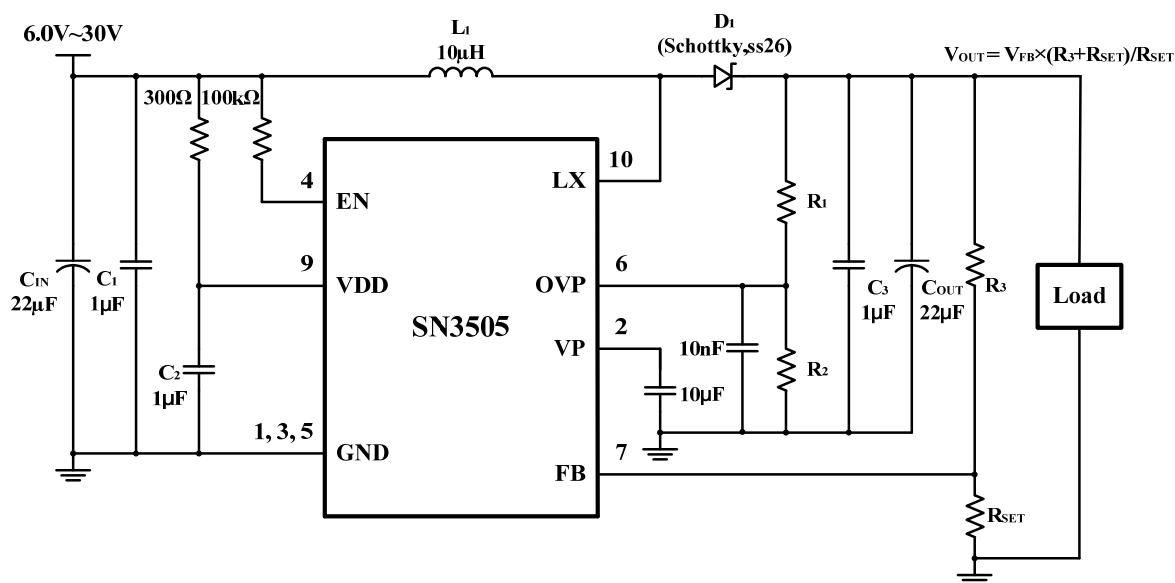 6.0V~30V
L1
10µH
D1
(Schottky,ss26)
VOUT = VFB×(R3+RSET)/RSET
300Ω
100kΩ
4
EN
10
LX
R1
CIN
22µF
C1
1µF
9
VDD
6
OVP
C3
1µF
COUT
22µF
R3
Load
SN3505
2
VP
10nF
R2
C2
1µF
10µF
1, 3, 5
GND
7
FB
RSET